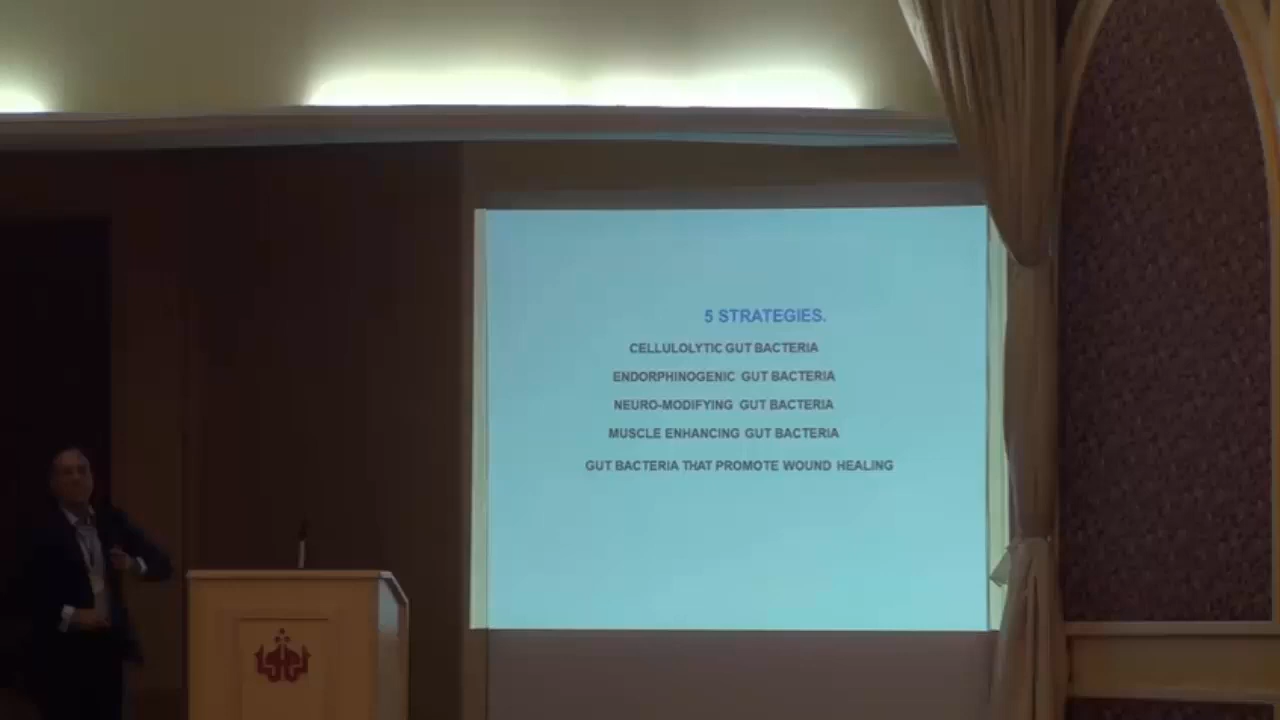 5 STRATEGIES.
CELLULOLYTIC GUT BACTERIA
ENDORPHINOGENIC GUT BACTERIA
NEURO-MODIFYING GUT BACTERIA
MUSCLE ENHANCING GUT BACTERIA
GUT BACTERIA THAT PROMOTE WOUND HEALING